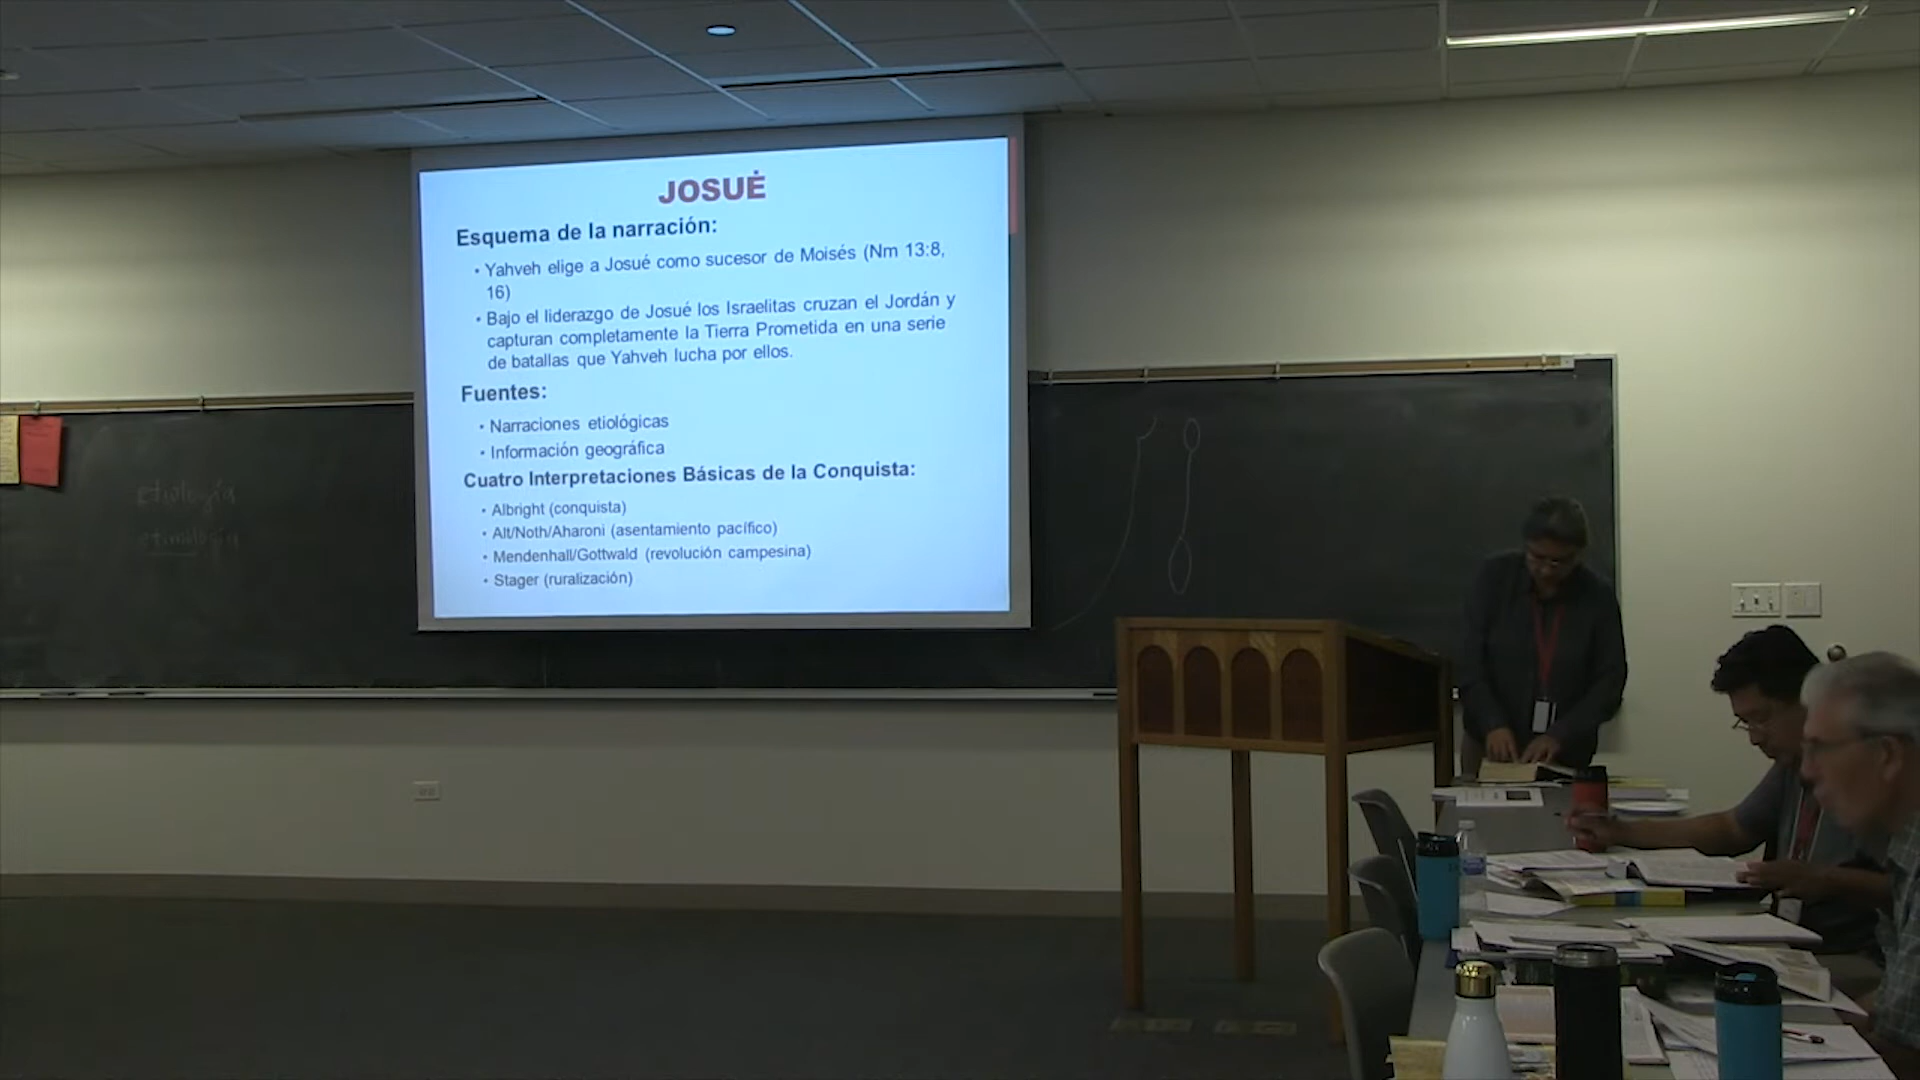 JOSUĖ
Esquema de la narración:
• Yahveh elige a Josué como sucesor de Moisés (Nm 13:8,
16)
• Bajo el liderazgo de Josué los Israelitas cruzan el Jordán y
capturan completamente la Tierra Prometida en una serie
de batallas que Yahveh lucha por ellos.
Fuentes:
• Narraciones etiológicas
• Información geográfica
Cuatro Interpretaciones Básicas de la Conquista:
• Albright (conquista)
• Alt/Noth/Aharoni (asentamiento pacífico)
• Mendenhall/Gottwald (revolución campesina)
• Stager (ruralización)
etiología
etimología